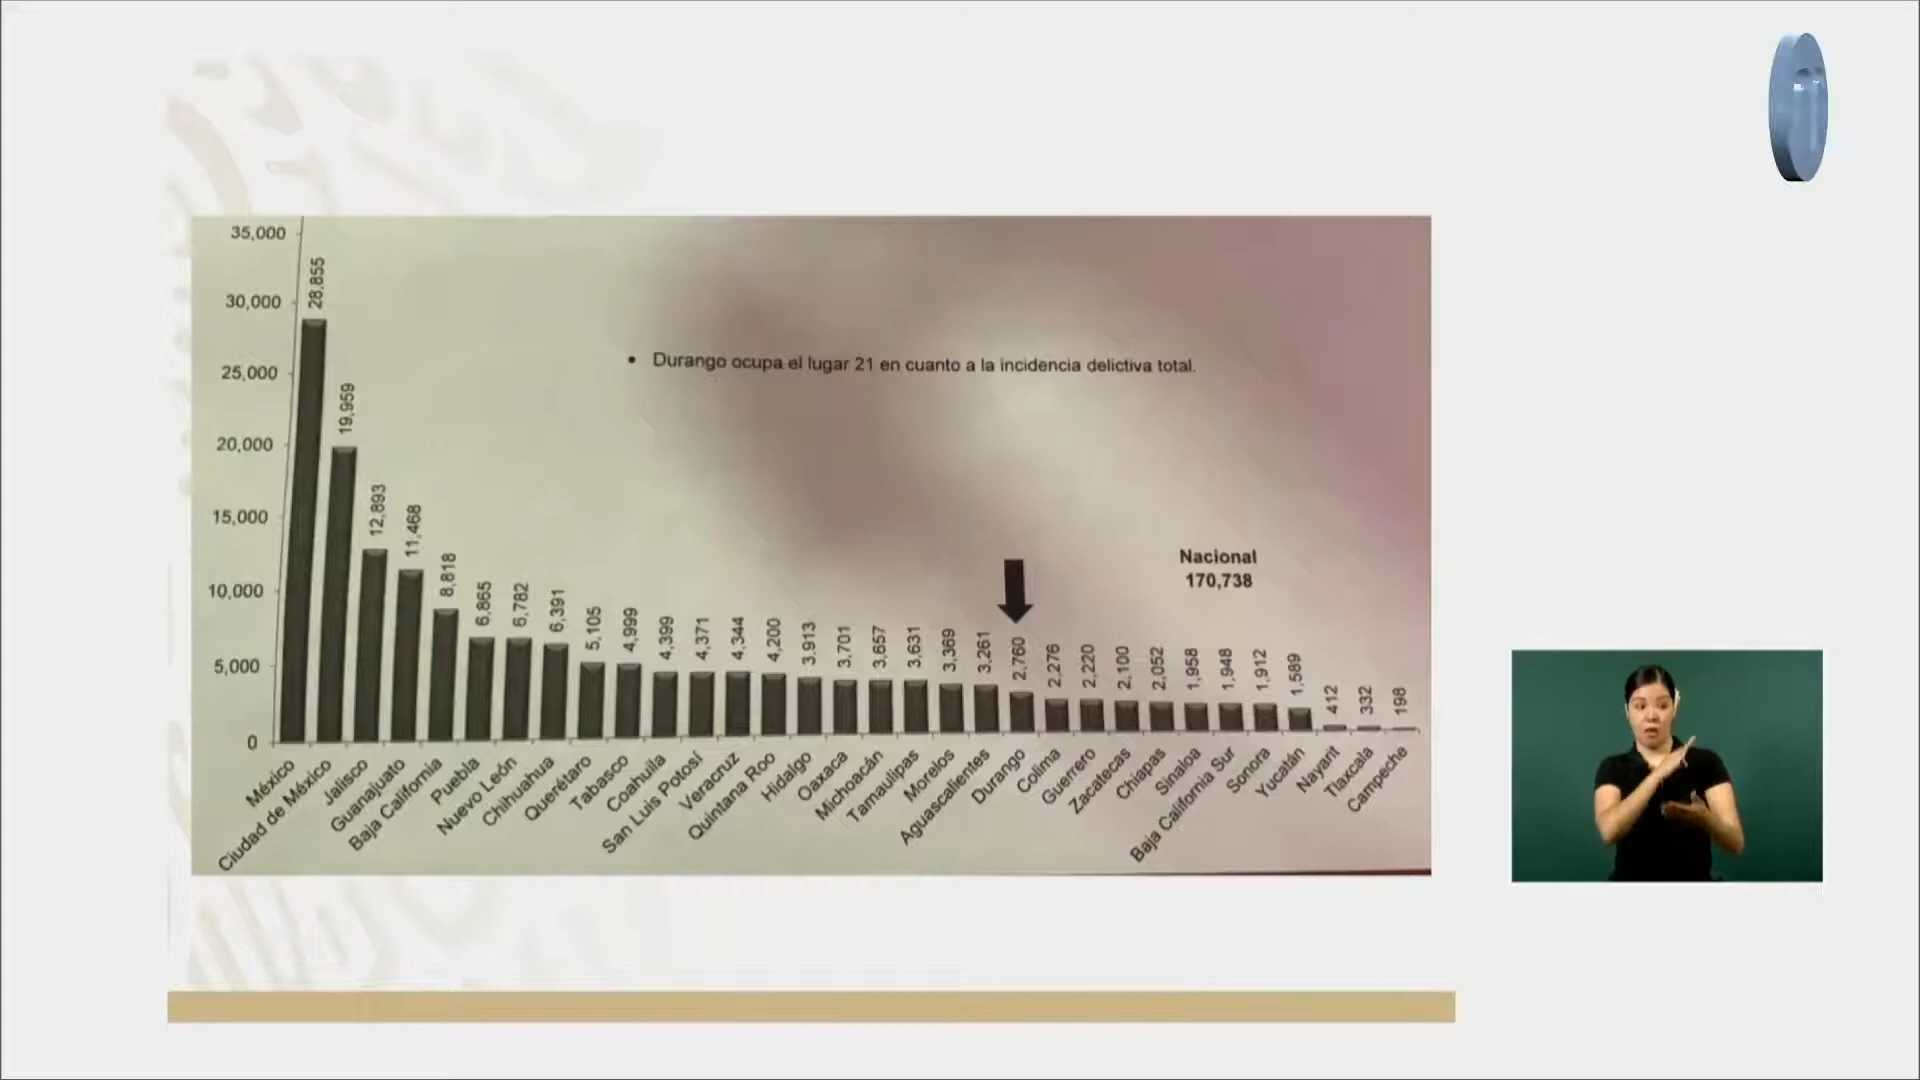 35,000
30,000
25,000
20,000
15,000
10,000
5,000
0
28,855
19,959
12,893
11,468
8,818
6,865
6,782
6,391
5,105
4,999
4,399
4,371
4,344
4,200
3,913
3,701
3,657
3,631
3,369
3,261
2,760
2,276
2,220
2,100
2,052
1,958
1,948
1,912
1,589
412
332
198
• Durango ocupa el lugar 21 en cuanto a la incidencia delictiva total.
Nacional
170,738
México
Ciudad de México
Jalisco
Guanajuato
Baja California
Puebla
Nuevo León
Chihuahua
Querétaro
Tabasco
Coahuila
San Luis Potosí
Veracruz
Quintana Roo
Hidalgo
Oaxaca
Michoacán
Tamaulipas
Morelos
Aguascalientes
Durango
Colima
Guerrero
Zacatecas
Chiapas
Sinaloa
Baja California Sur
Sonora
Yucatán
Nayarit
Tlaxcala
Campeche